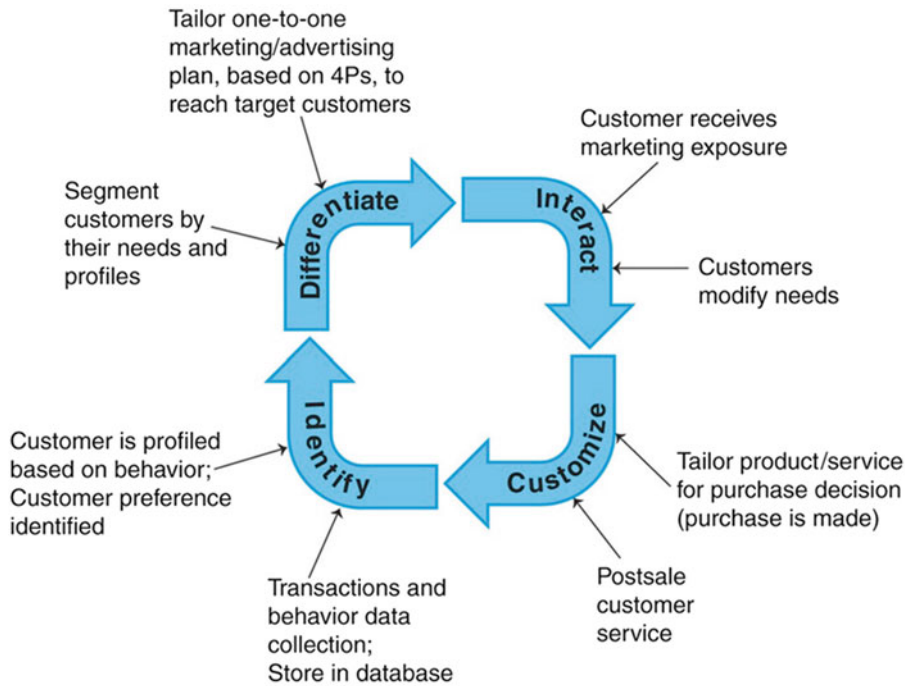 Tailor one-to-one
marketing/advertising
plan, based on 4Ps, to
reach target customers
Customer receives
marketing exposure
Segment
customers by
their needs and
profiles
Differentiate
Interact
Customers
modify needs
Identify
Customize
Customer is profiled
based on behavior;
Customer preference
identified
Tailor product/service
for purchase decision
(purchase is made)
Transactions and
behavior data
collection;
Store in database
Postsale
customer
service